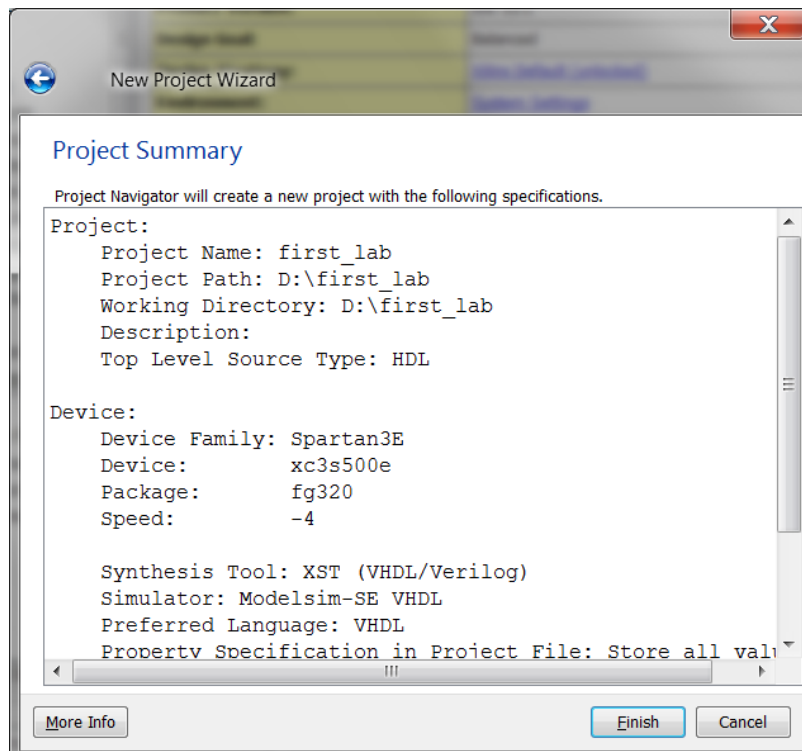 New Project Wizard
Project Summary
Project Navigator will create a new project with the following specifications.
Project:
Project Name: first_lab
Project Path: D:\first_lab
Working Directory: D:\first_lab
Description:
Top Level Source Type: HDL
Device:
Device Family: Spartan3E
Device: xc3s500e
Package: fg320
Speed: -4
Synthesis Tool: XST (VHDL/Verilog)
Simulator: Modelsim-SE VHDL
Preferred Language: VHDL
Property Specification in Project File: Store all
More Info
Finish
Cancel